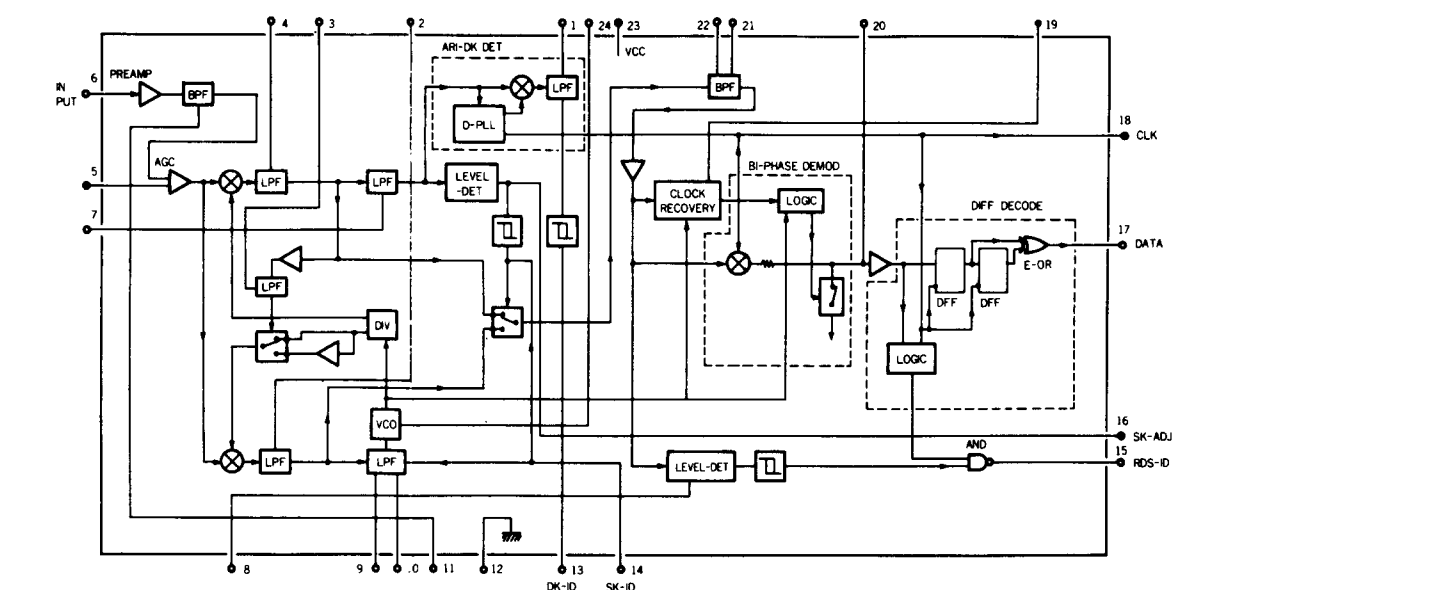 4
3
2
1
24
23
22
21
20
19
VCC
ARI-DK DET
6
PREAMP
IN
PUT
BPF
LPF
BPF
D-PLL
18
CLK
5
AGC
LPF
LPF
LEVEL
-DET
CLOCK
RECOVERY
BI-PHASE DEMOD
LOGIC
DIFF DECODE
7
17
DATA
E-OR
LPF
DFF
DFF
DIV
LOGIC
VCO
16
SK-ADJ
AND
15
RDS-ID
LPF
LPF
LEVEL-DET
8
9
.0
11
12
13
14
DK-ID
SK-ID